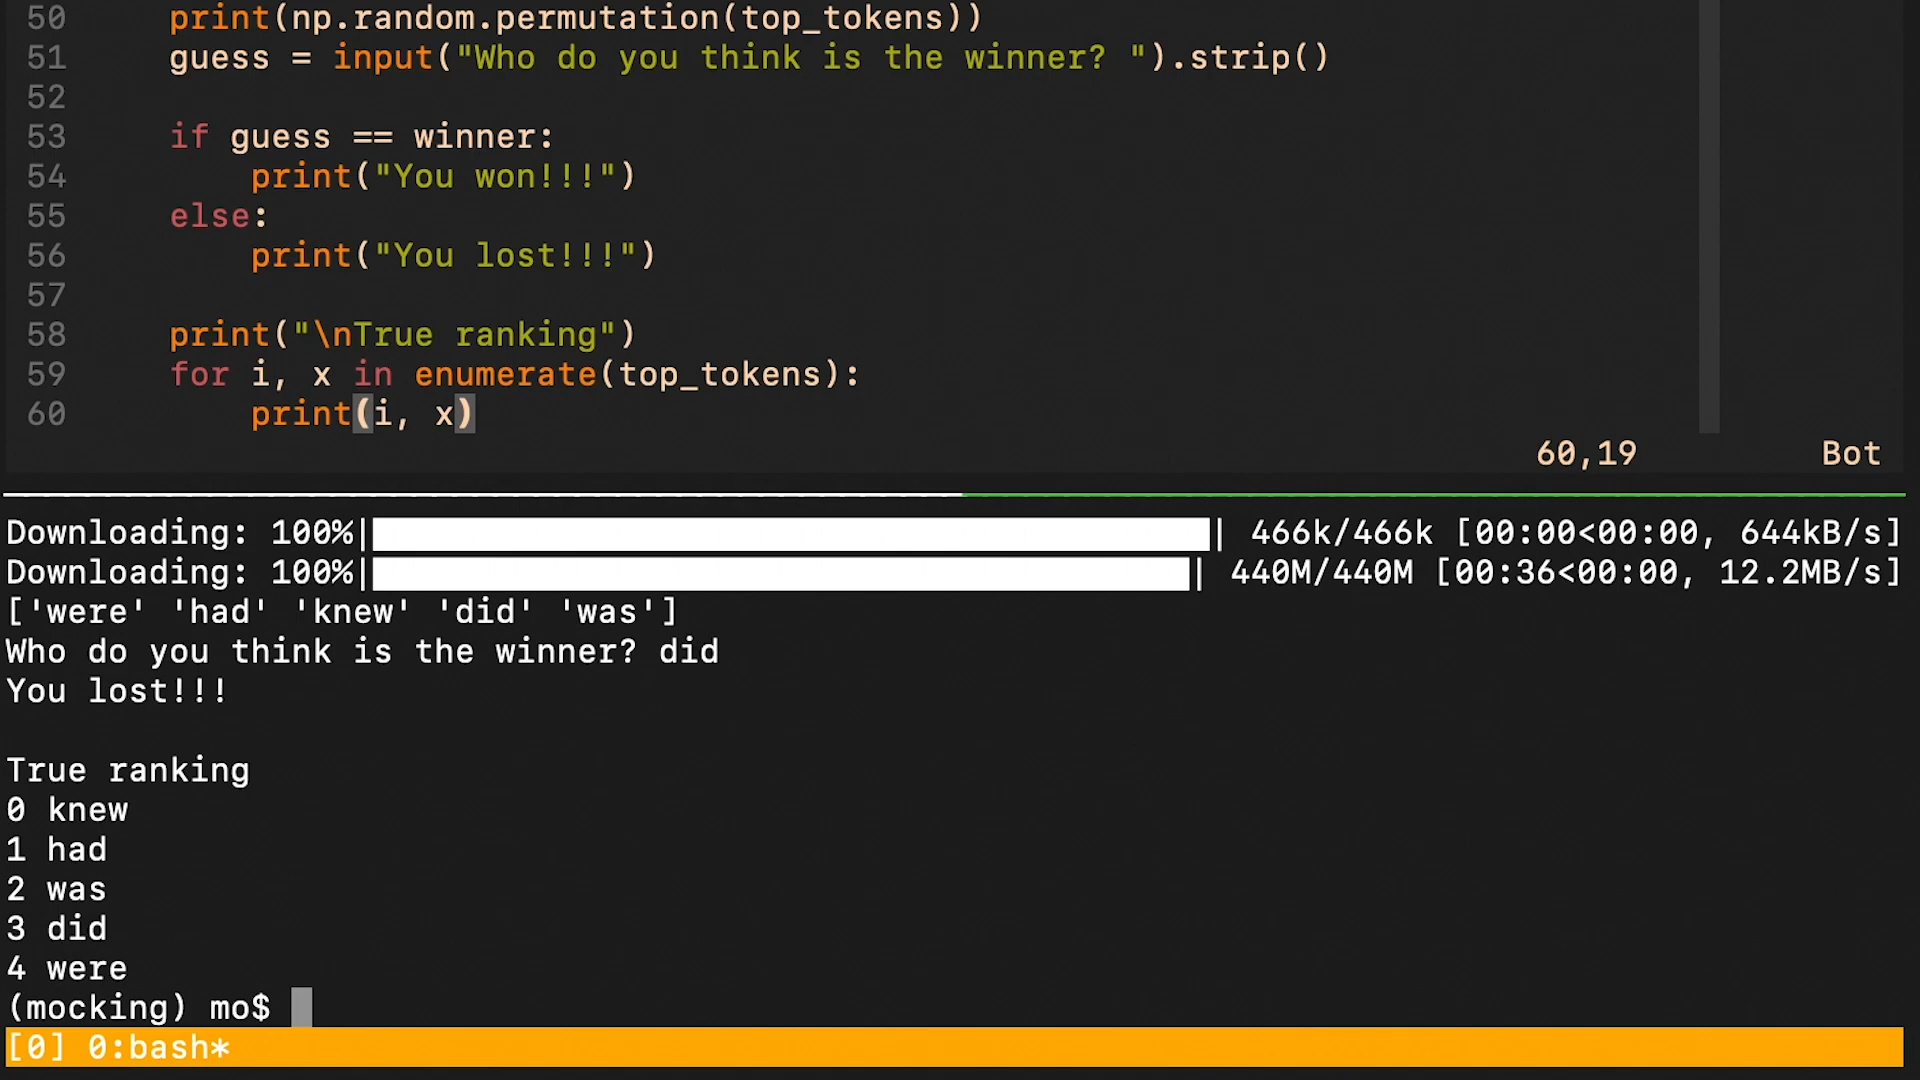 50 print(np.random.permutation(top_tokens))
51 guess = input("Who do you think is the winner? ").strip()
52
53 if guess == winner:
54 print("You won!!!")
55 else:
56 print("You lost!!!")
57
58 print("\nTrue ranking")
59 for i, x in enumerate(top_tokens):
60 print(i, x)
60,19 Bot
Downloading: 100%| | 466k/466k [00:00<00:00, 644kB/s]
Downloading: 100%| | 440M/440M [00:36<00:00, 12.2MB/s]
['were' 'had' 'knew' 'did' 'was']
Who do you think is the winner? did
You lost!!!
True ranking
0 knew
1 had
2 was
3 did
4 were
(mocking) mo$
[0] 0:bash*